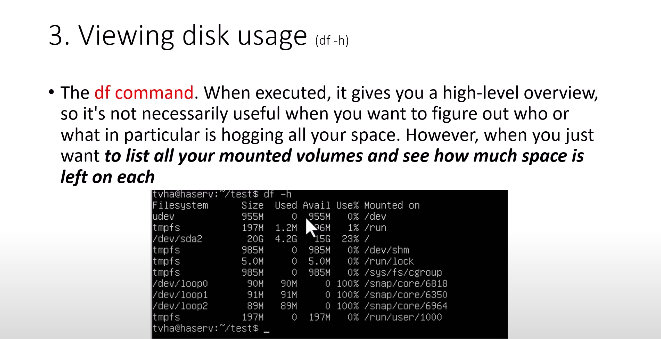 3. Viewing disk usage (df -h)
• The df command. When executed, it gives you a high-level overview,
so it's not necessarily useful when you want to figure out who or
what in particular is hogging all your space. However, when you just
want to list all your mounted volumes and see how much space is
left on each
tvha@haserv:~/test$ df -h
Filesystem Size Used Avail Use% Mounted on
udev 955M 0 955M 0% /dev
tmpfs 197M 1.2M 1% /run
/dev/sda2 20G 4.2G 15G 23% /
tmpfs 985M 0 985M 0% /dev/shm
tmpfs 5.0M 0 5.0M 0% /run/lock
tmpfs 985M 0 985M 0% /sys/fs/cgroup
/dev/loop0 90M 90M 0 100% /snap/core/6818
/dev/loop1 91M 91M 0 100% /snap/core/6350
/dev/loop2 89M 89M 0 100% /snap/core/6964
tmpfs 197M 0 197M 0% /run/user/1000
tvha@haserv:~/test$ _